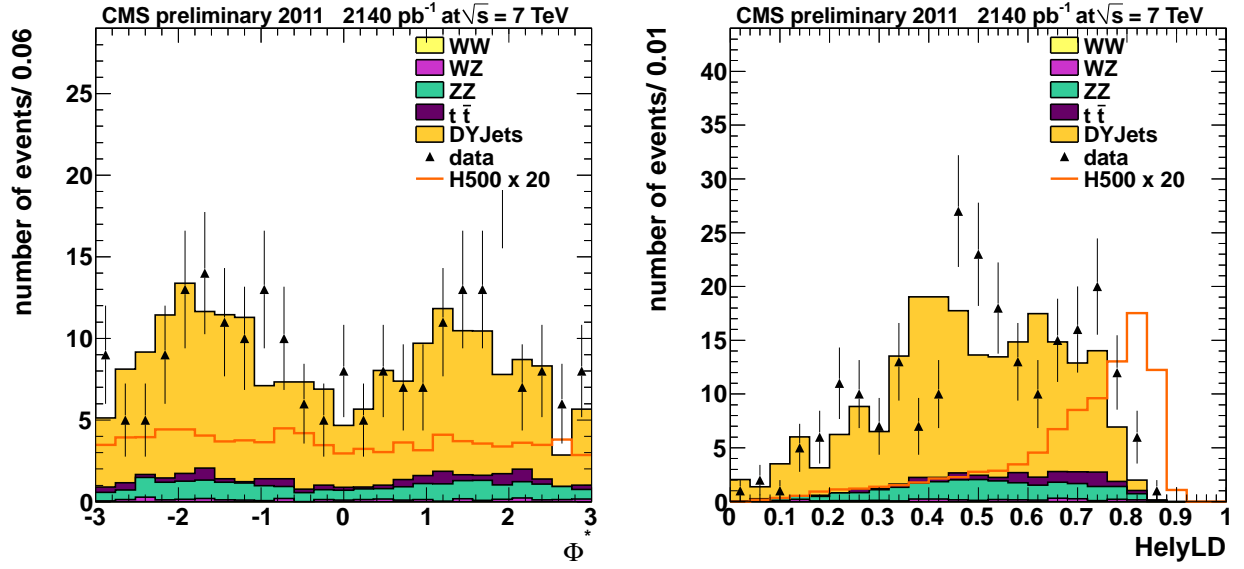 CMS preliminary 2011 2140 pb⁻¹ at √s = 7 TeV
number of events/ 0.06
25
20
15
10
5
0
WW
WZ
ZZ
t t̄
DYJets
data
H500 x 20
-3 -2 -1 0 1 2 3
Φ*
CMS preliminary 2011 2140 pb⁻¹ at √s = 7 TeV
number of events/ 0.01
40
35
30
25
20
15
10
5
0
WW
WZ
ZZ
t t̄
DYJets
data
H500 x 20
0 0.1 0.2 0.3 0.4 0.5 0.6 0.7 0.8 0.9 1
HelyLD